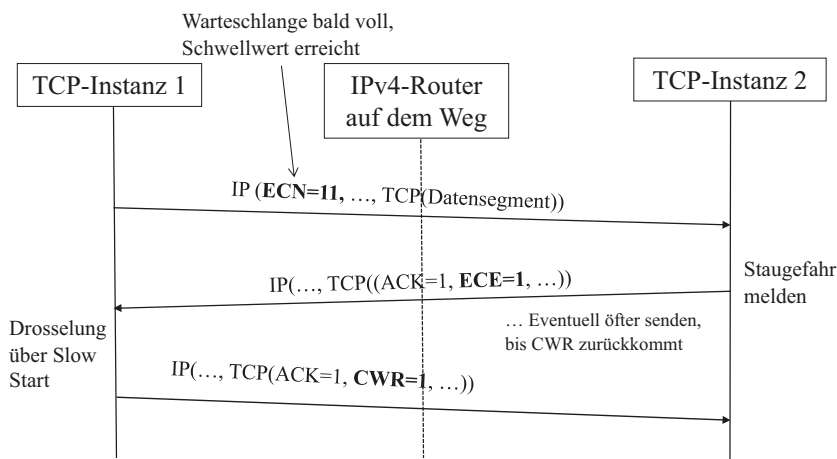 Warteschlange bald voll,
Schwellwert erreicht
TCP-Instanz 1
IPv4-Router
auf dem Weg
TCP-Instanz 2
IP (ECN=11, …, TCP(Datensegment))
IP(…, TCP((ACK=1, ECE=1, …))
Staugefahr
melden
… Eventuell öfter senden,
bis CWR zurückkommt
Drosselung
über Slow
Start
IP(…, TCP(ACK=1, CWR=1, …))